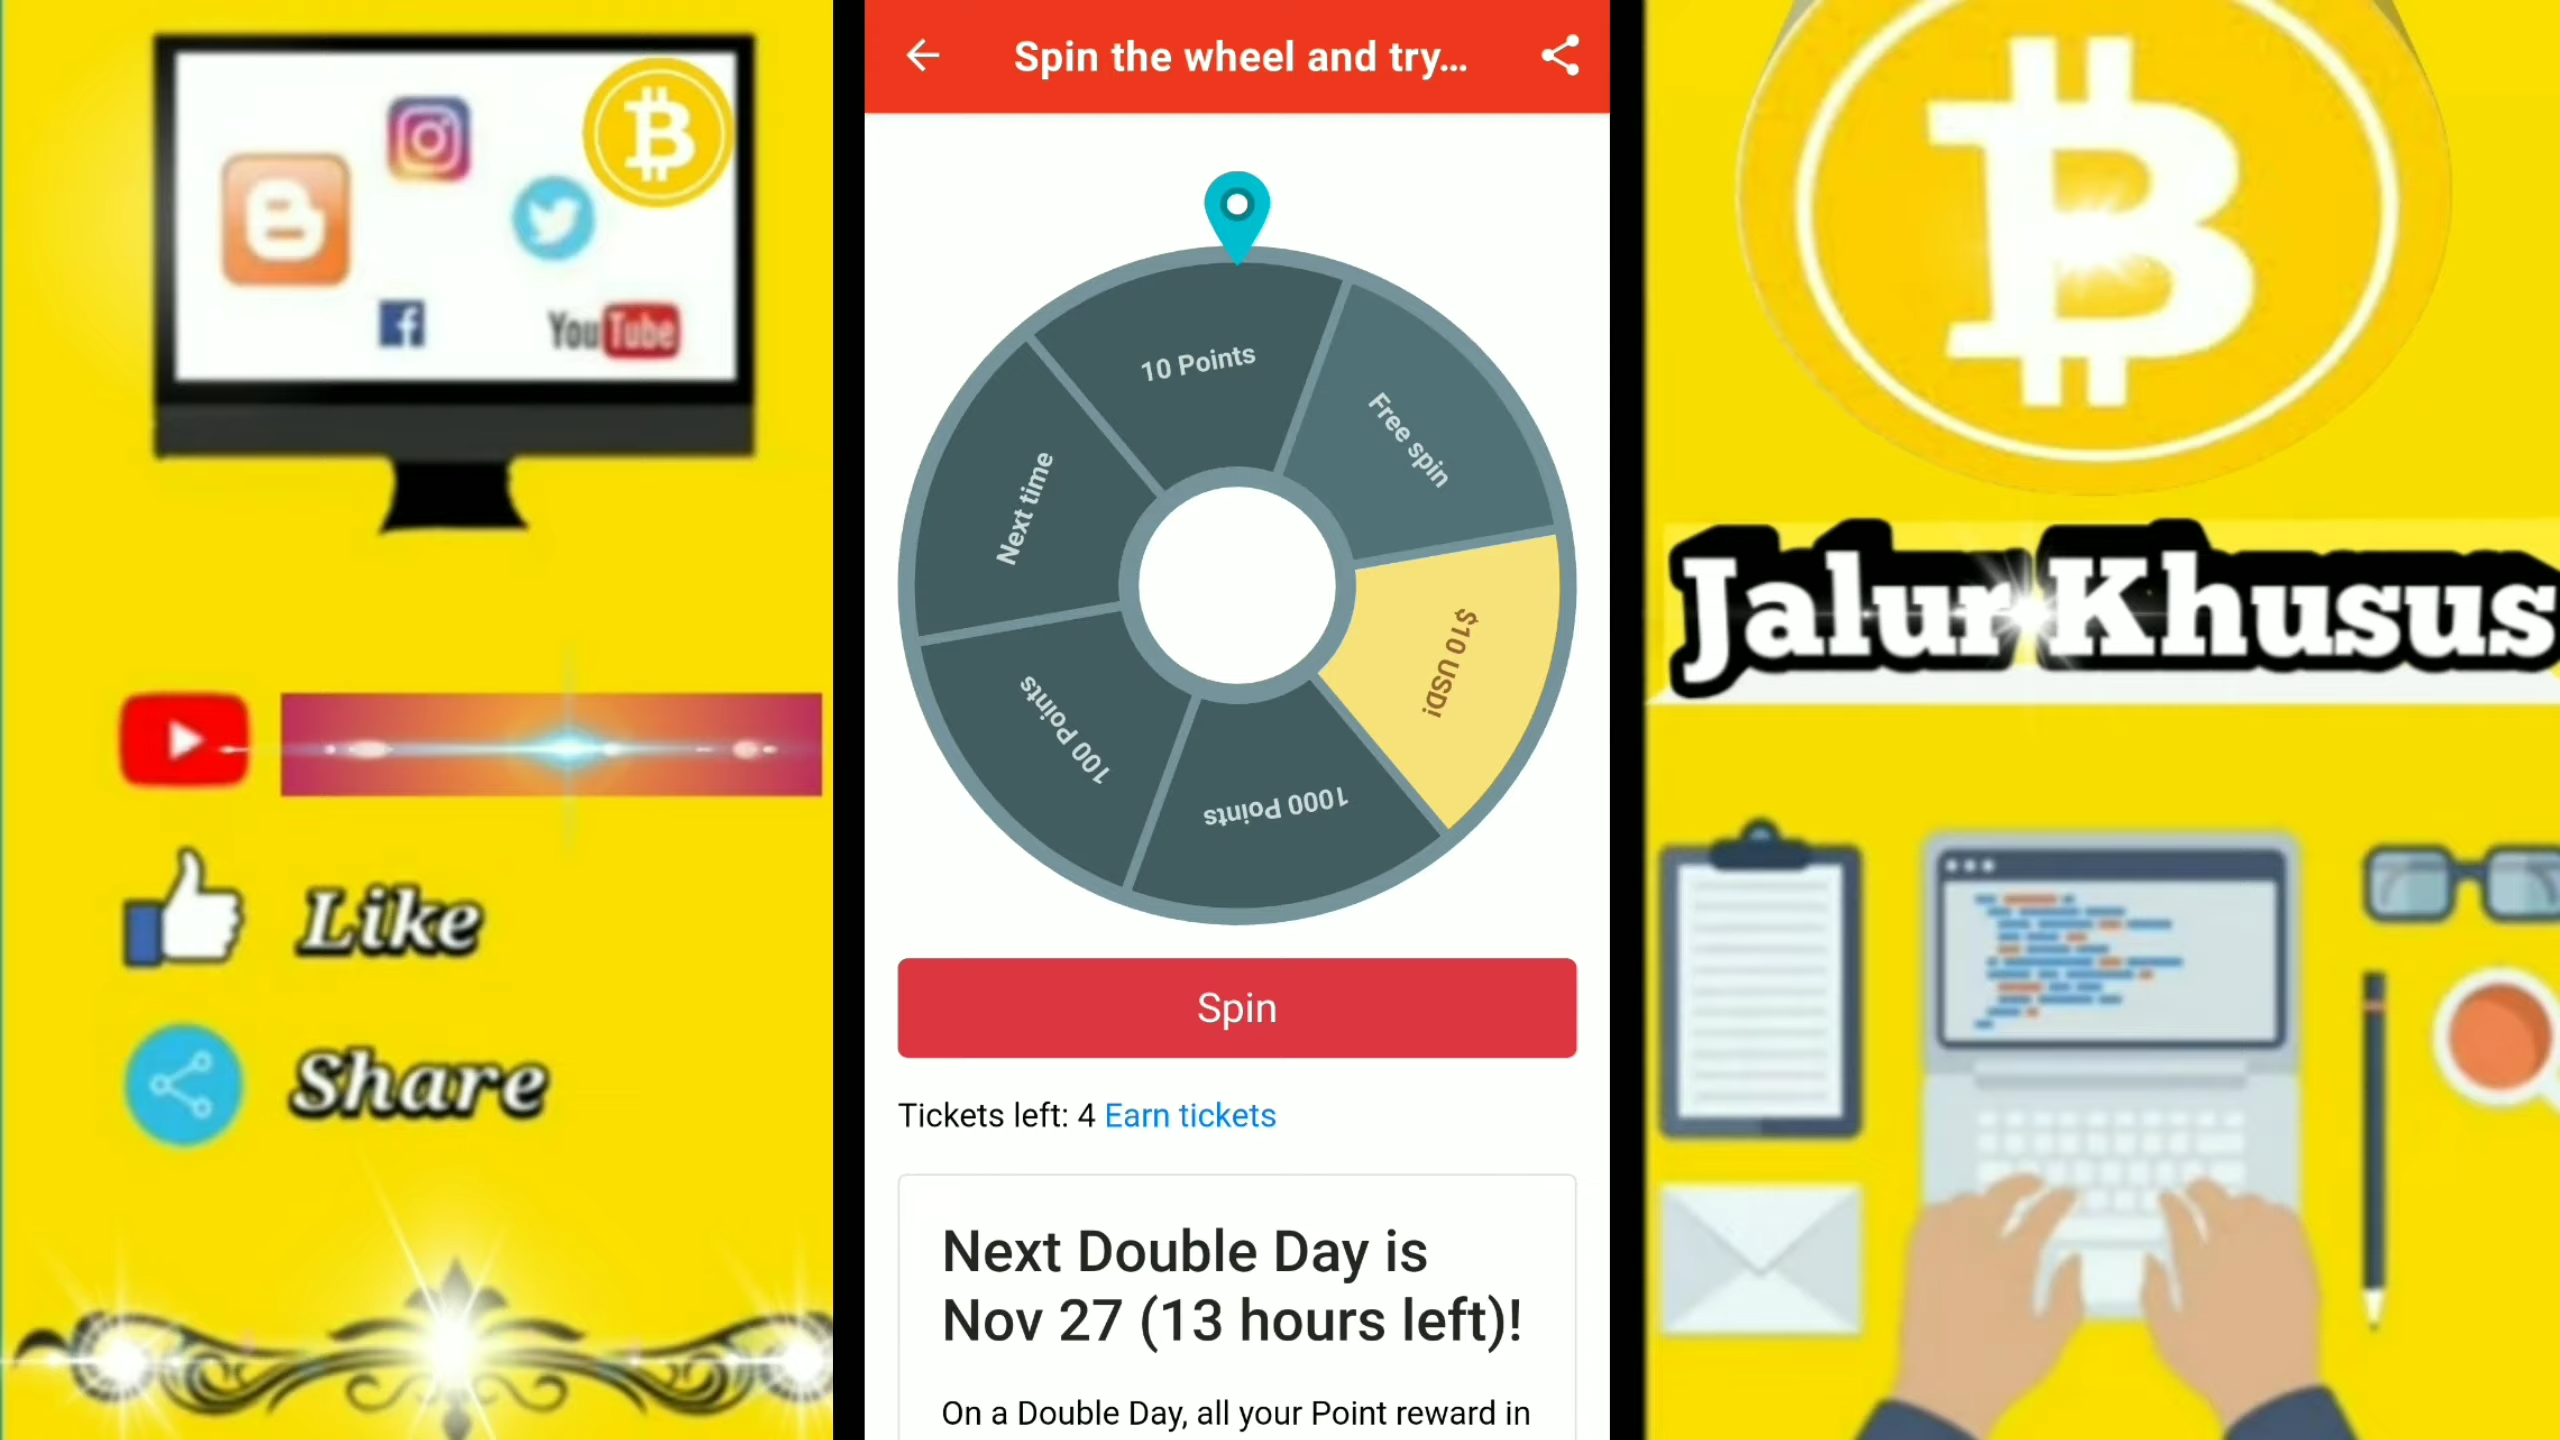 You Tube
Like
Share
Spin the wheel and try...
10 Points
Free spin
$10 USD!
1000 Points
100 Points
Next time
Spin
Tickets left: 4 Earn tickets
Next Double Day is
Nov 27 (13 hours left)!
On a Double Day, all your Point reward in
Jalur Khusus